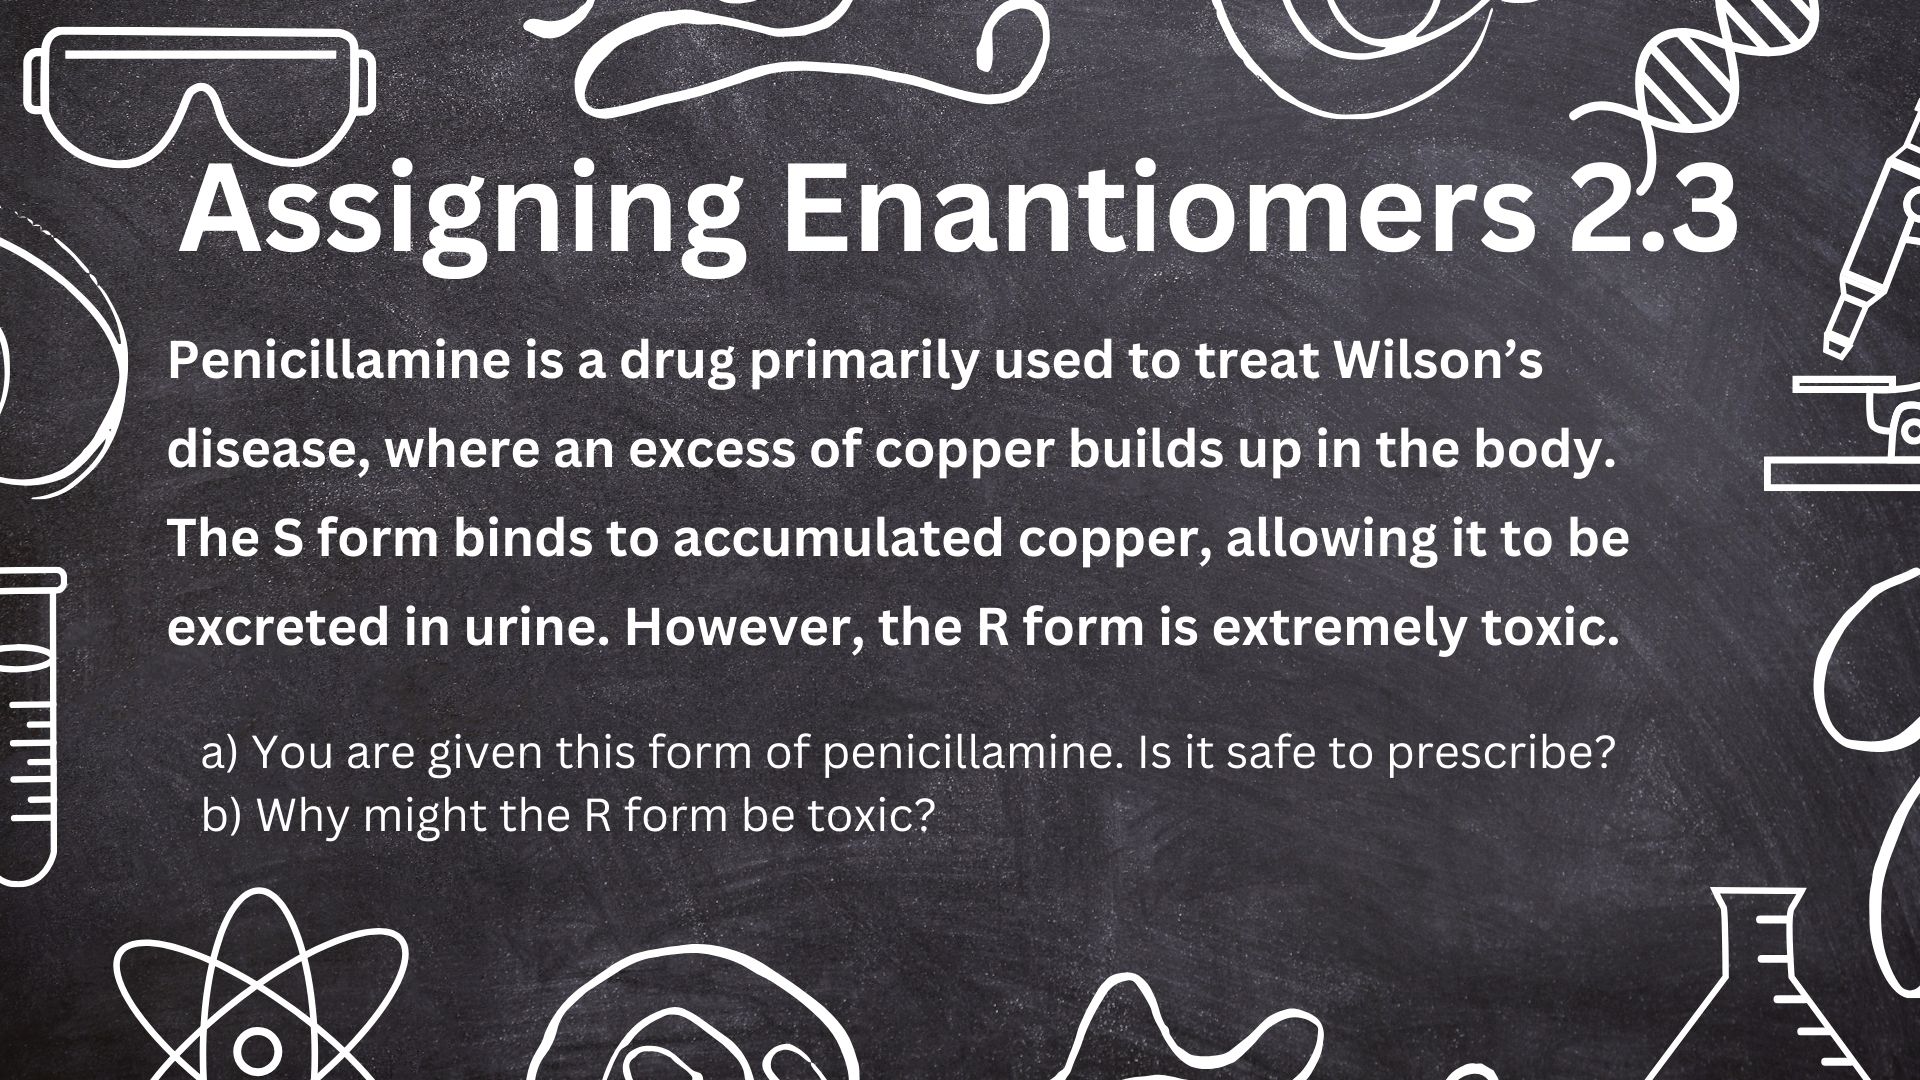 Assigning Enantiomers 2.3
Penicillamine is a drug primarily used to treat Wilson’s
disease, where an excess of copper builds up in the body.
The S form binds to accumulated copper, allowing it to be
excreted in urine. However, the R form is extremely toxic.
a) You are given this form of penicillamine. Is it safe to prescribe?
b) Why might the R form be toxic?